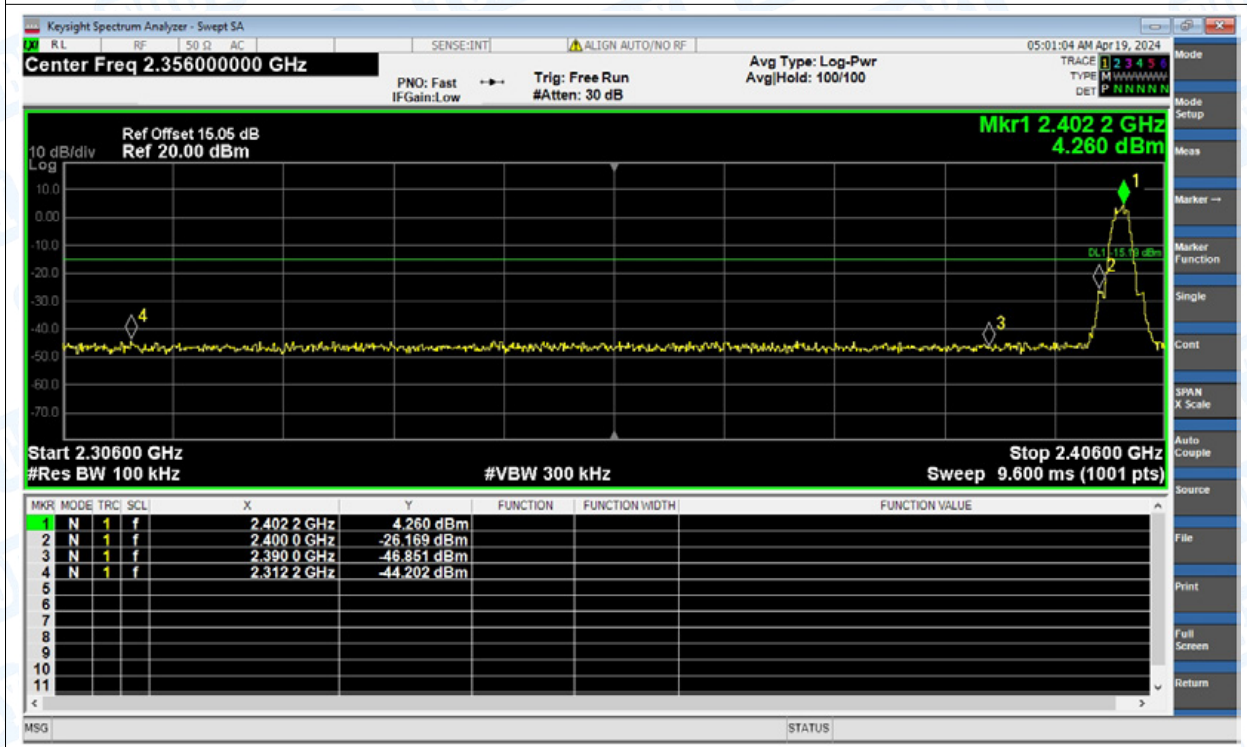 Keysight Spectrum Analyzer - Swept SA
RL RF 50 Ω AC SENSE:INT ALIGN AUTO/NO RF 05:01:04 AM Apr 19, 2024
Center Freq 2.356000000 GHz
PNO: Fast
IFGain:Low
Trig: Free Run
#Atten: 30 dB
Avg Type: Log-Pwr
Avg|Hold: 100/100
TRACE 1 2 3 4 5 6
TYPE M WWWWW
DET P N N N N N
Ref Offset 15.05 dB
10 dB/div Ref 20.00 dBm
Log
Mkr1 2.402 2 GHz
4.260 dBm
10.0
0.00
-10.0
-20.0
-30.0
-40.0
-50.0
-60.0
-70.0
DL1 -15.19 dBm
1
2
3
4
Start 2.30600 GHz Stop 2.40600 GHz
#Res BW 100 kHz #VBW 300 kHz Sweep 9.600 ms (1001 pts)
MKR MODE TRC SCL X Y FUNCTION FUNCTION WIDTH FUNCTION VALUE
1 N 1 f 2.402 2 GHz 4.260 dBm
2 N 1 f 2.400 0 GHz -26.169 dBm
3 N 1 f 2.390 0 GHz -46.851 dBm
4 N 1 f 2.312 2 GHz -44.202 dBm
5
6
7
8
9
10
11
MSG STATUS
Mode
Mode
Setup
Meas
Marker →
Marker
Function
Single
Cont
SPAN
X Scale
Auto
Couple
Source
File
Print
Full
Screen
Return